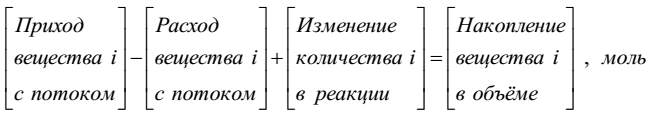 [Приход вещества i с потоком] − [Расход вещества i с потоком] + [Изменение количества i в реакции] = [Накопление вещества i в объёме] , моль